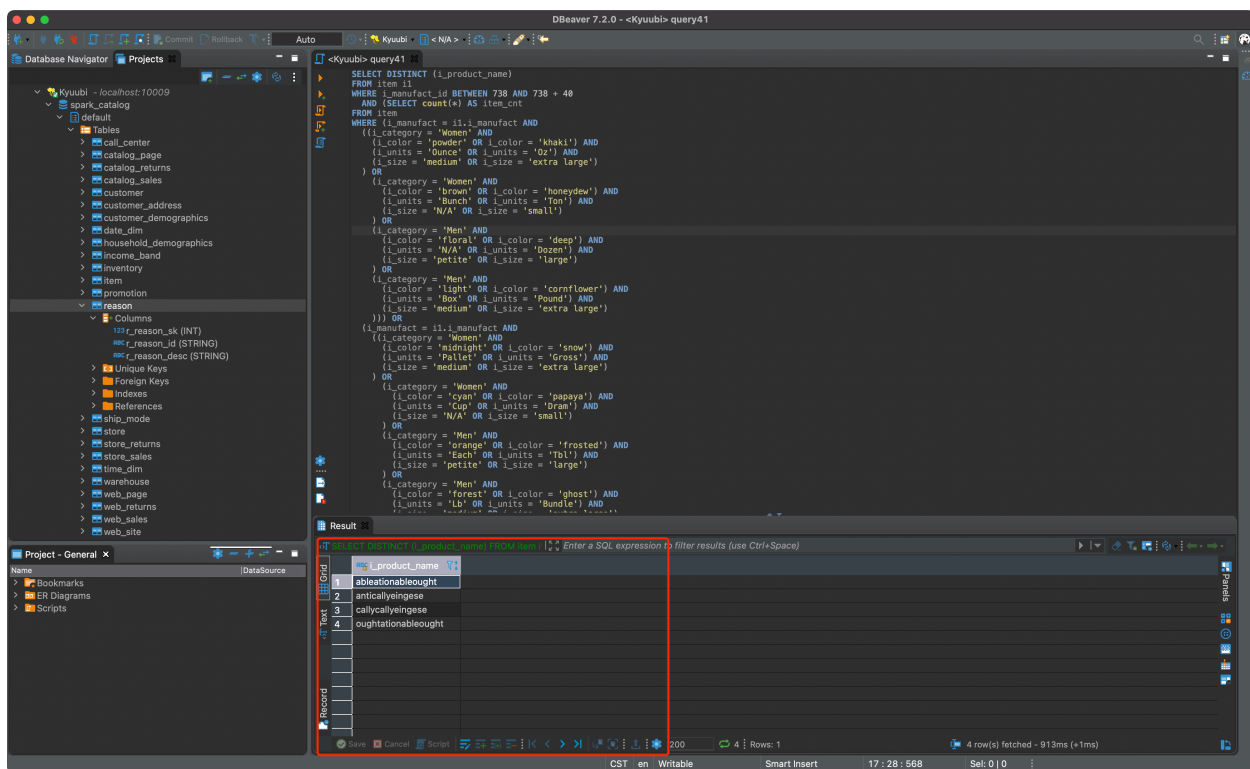 DBeaver 7.2.0 - <Kyuubi> query41
Commit Rollback T Auto Kyuubi < N/A >
Database Navigator Projects
Kyuubi - localhost:10009
spark_catalog
default
Tables
call_center
catalog_page
catalog_returns
catalog_sales
customer
customer_address
customer_demographics
date_dim
household_demographics
income_band
inventory
item
promotion
reason
Columns
123 r_reason_sk (INT)
ABC r_reason_id (STRING)
ABC r_reason_desc (STRING)
Unique Keys
Foreign Keys
Indexes
References
ship_mode
store
store_returns
store_sales
time_dim
warehouse
web_page
web_returns
web_sales
web_site
Project - General
Name DataSource
Bookmarks
ER Diagrams
Scripts
<Kyuubi> query41
SELECT DISTINCT (i_product_name)
FROM item i1
WHERE i_manufact_id BETWEEN 738 AND 738 + 40
AND (SELECT count(*) AS item_cnt
FROM item
WHERE (i_manufact = i1.i_manufact AND
((i_category = 'Women' AND
(i_color = 'powder' OR i_color = 'khaki') AND
(i_units = 'Ounce' OR i_units = 'Oz') AND
(i_size = 'medium' OR i_size = 'extra large')
) OR
(i_category = 'Women' AND
(i_color = 'brown' OR i_color = 'honeydew') AND
(i_units = 'Bunch' OR i_units = 'Ton') AND
(i_size = 'N/A' OR i_size = 'small')
) OR
(i_category = 'Men' AND
(i_color = 'floral' OR i_color = 'deep') AND
(i_units = 'N/A' OR i_units = 'Dozen') AND
(i_size = 'petite' OR i_size = 'large')
) OR
(i_category = 'Men' AND
(i_color = 'light' OR i_color = 'cornflower') AND
(i_units = 'Box' OR i_units = 'Pound') AND
(i_size = 'medium' OR i_size = 'extra large')
))) OR
(i_manufact = i1.i_manufact AND
((i_category = 'Women' AND
(i_color = 'midnight' OR i_color = 'snow') AND
(i_units = 'Pallet' OR i_units = 'Gross') AND
(i_size = 'medium' OR i_size = 'extra large')
) OR
(i_category = 'Women' AND
(i_color = 'cyan' OR i_color = 'papaya') AND
(i_units = 'Cup' OR i_units = 'Dram') AND
(i_size = 'N/A' OR i_size = 'small')
) OR
(i_category = 'Men' AND
(i_color = 'orange' OR i_color = 'frosted') AND
(i_units = 'Each' OR i_units = 'Tbl') AND
(i_size = 'petite' OR i_size = 'large')
) OR
(i_category = 'Men' AND
(i_color = 'forest' OR i_color = 'ghost') AND
(i_units = 'Lb' OR i_units = 'Bundle') AND
Result
SELECT DISTINCT (i_product_name) FROM item i Enter a SQL expression to filter results (use Ctrl+Space)
Grid
Text
Record
Panels
ABC i_product_name
1 ableationableought
2 anticallyeingese
3 callycallyeingese
4 oughtationableought
Save Cancel Script 200 4 Rows: 1 4 row(s) fetched - 913ms (+1ms)
CST en Writable Smart Insert 17 : 28 : 568 Sel: 0 | 0